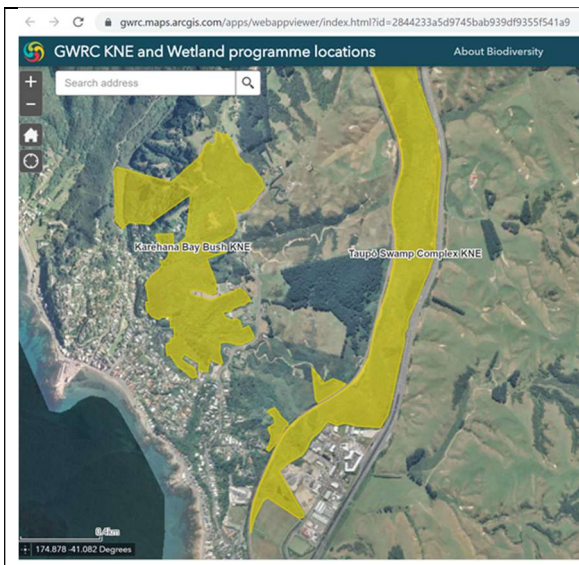 gwrc.maps.arcgis.com/apps/webappviewer/index.html?id=2844233a5d9745bab939df9355f541a9
GWRC KNE and Wetland programme locations
About Biodiversity
+
Search address
−
Karehana Bay Bush KNE
Taupō Swamp Complex KNE
0.4km
174.878 -41.082 Degrees